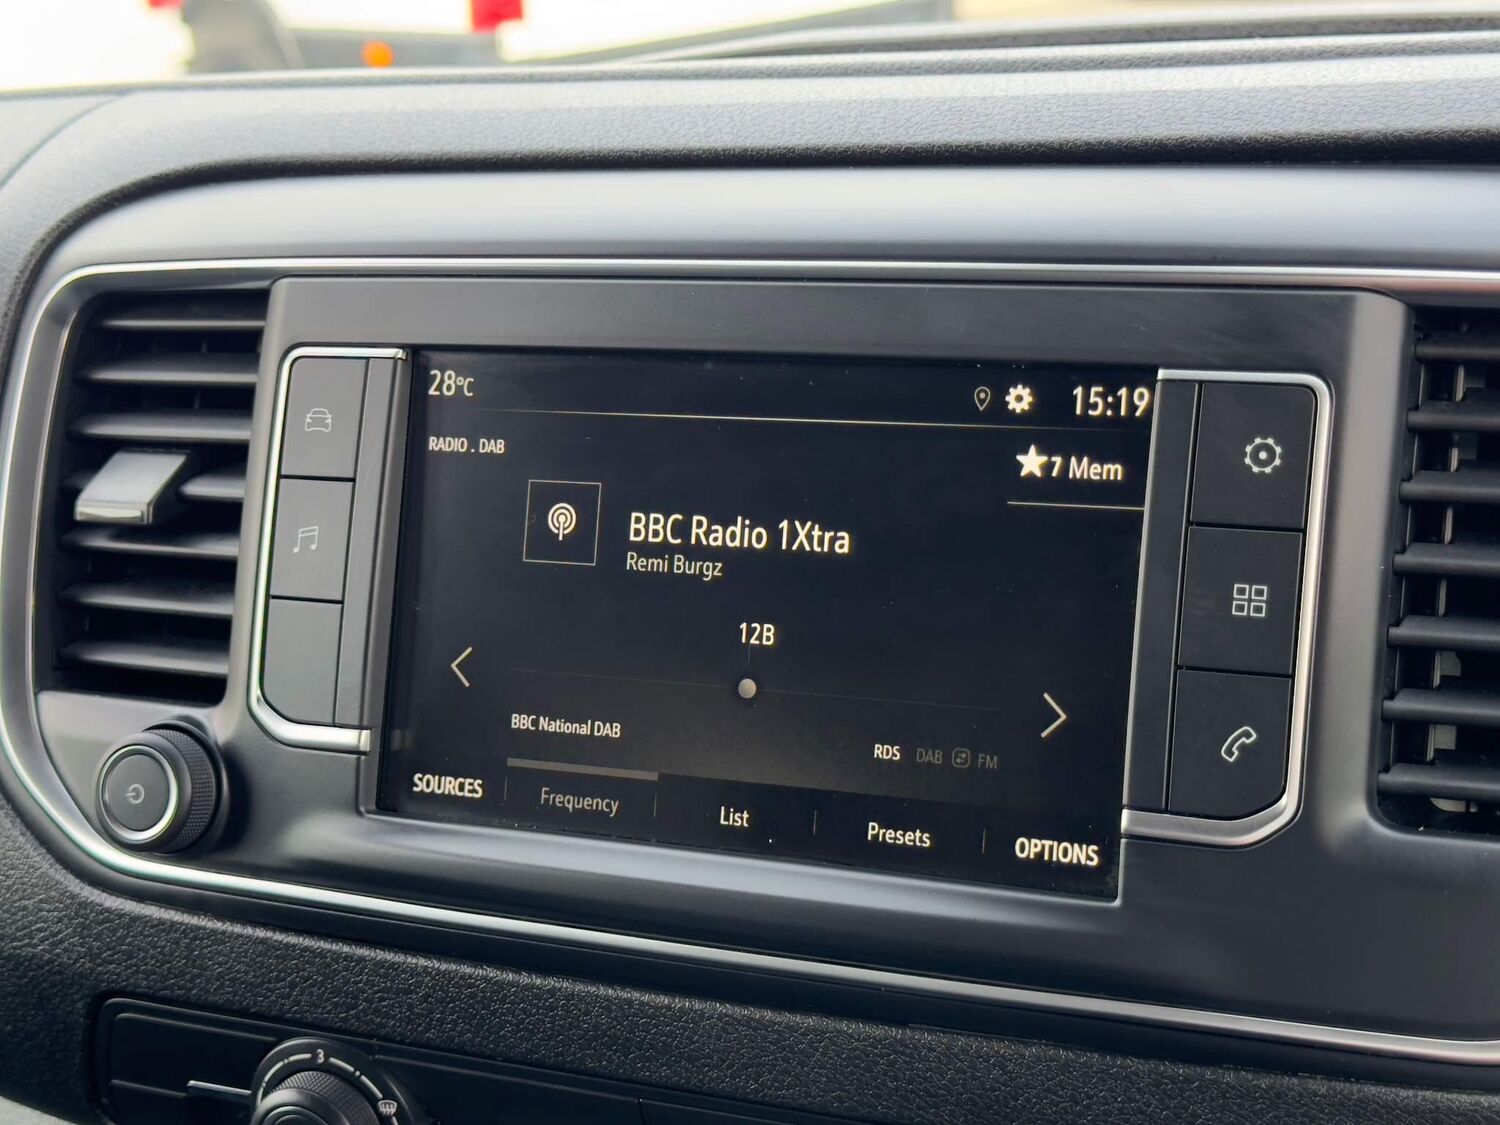 28°C
15:19
RADIO . DAB
★7 Mem
BBC Radio 1Xtra
Remi Burgz
12B
BBC National DAB
RDS DAB FM
SOURCES
Frequency
List
Presets
OPTIONS
3